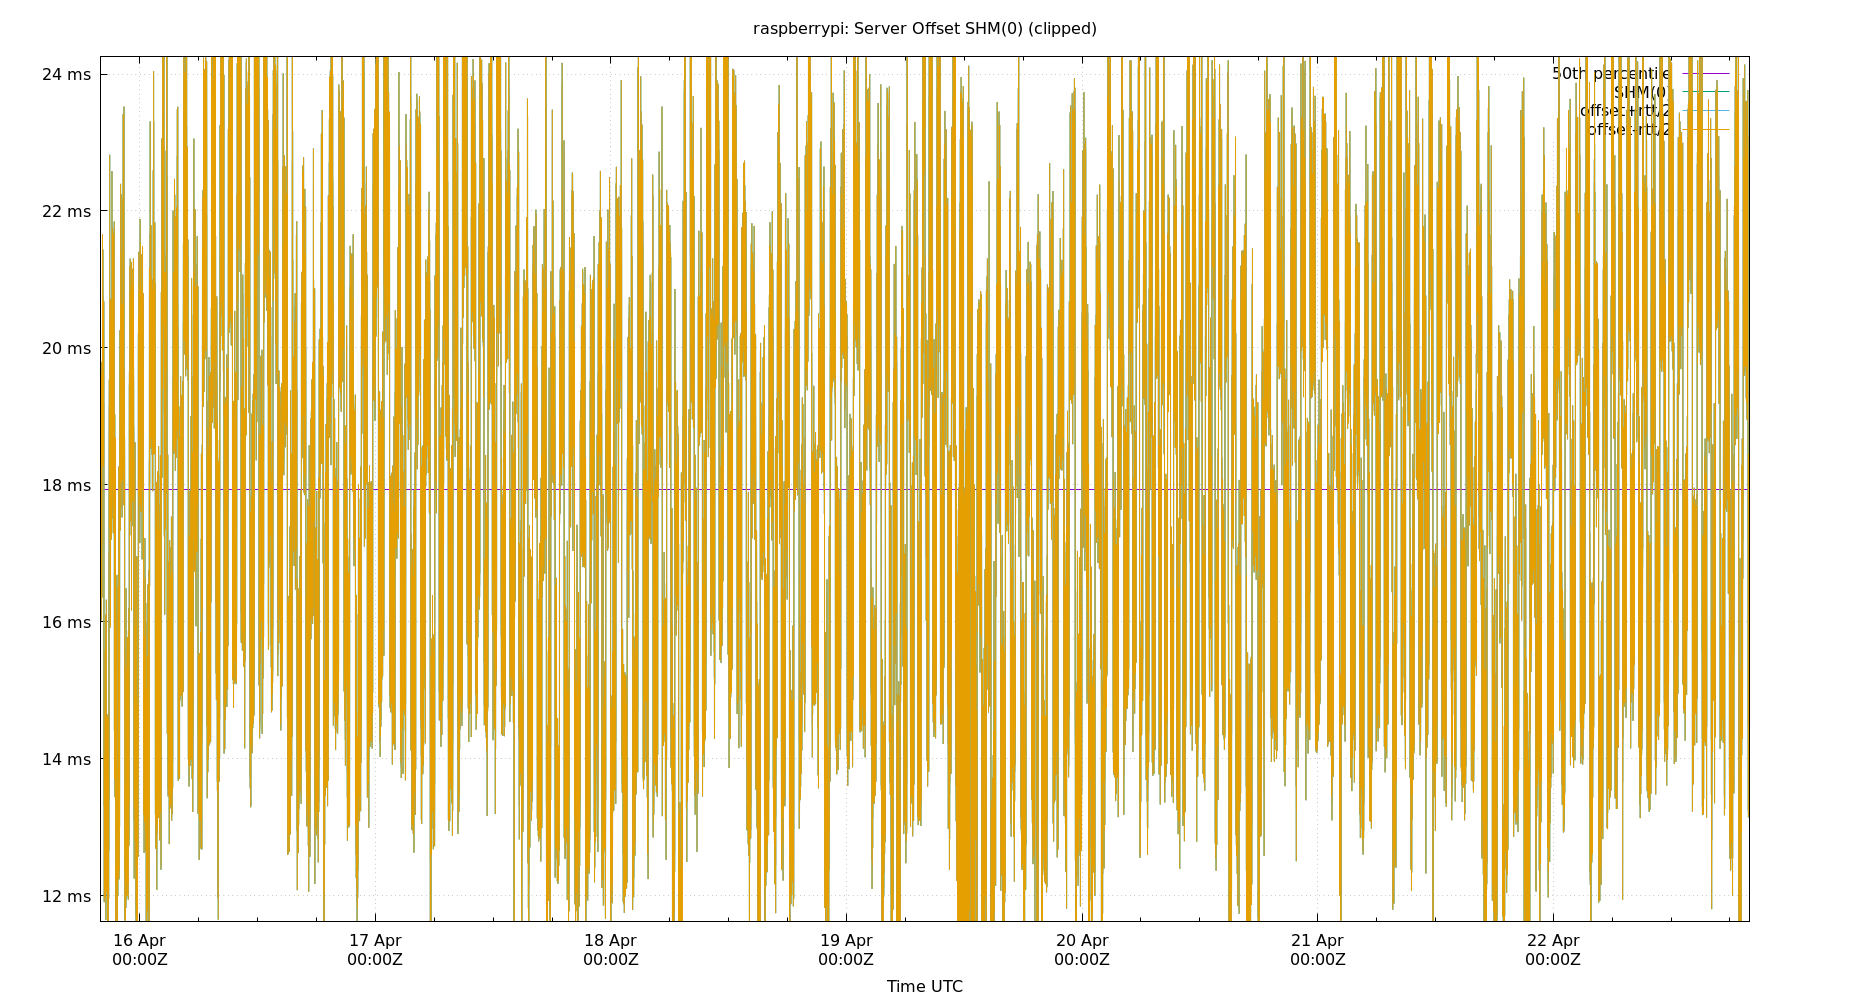 raspberrypi: Server Offset SHM(0) (clipped)
24 ms
22 ms
20 ms
18 ms
16 ms
14 ms
12 ms
50th percentile
SHM(0)
offset+rtt/2
offset-rtt/2
16 Apr
00:00Z
17 Apr
00:00Z
18 Apr
00:00Z
19 Apr
00:00Z
20 Apr
00:00Z
21 Apr
00:00Z
22 Apr
00:00Z
Time UTC